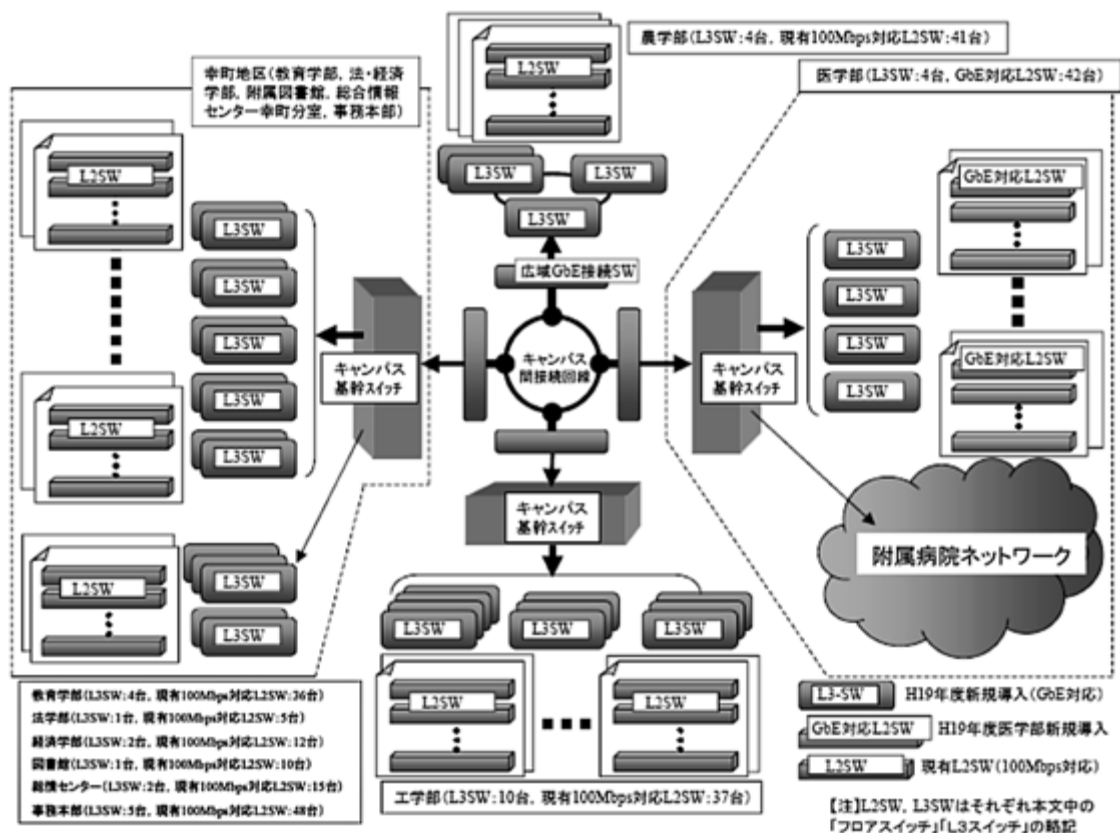 農学部(L3SW:4台, 現有100Mbps対応L2SW:41台)
幸町地区(教育学部, 法・経済
学部, 附属図書館, 総合情報
センター幸町分室, 事務本部)
医学部(L3SW:4台, GbE対応L2SW:42台)
L2SW
L3SW
L3SW
L3SW
広域GbE接続SW
キャンパス
間接続回線
L2SW
L2SW
L3SW
L3SW
L3SW
L3SW
L3SW
キャンパス
基幹スイッチ
L2SW
L3SW
L3SW
キャンパス
基幹スイッチ
L3SW
L3SW
L3SW
L3SW
GbE対応L2SW
GbE対応L2SW
附属病院ネットワーク
キャンパス
基幹スイッチ
L3SW
L3SW
L3SW
L2SW
L2SW
工学部(L3SW:10台, 現有100Mbps対応L2SW:37台)
教育学部(L3SW:4台, 現有100Mbps対応L2SW:36台)
法学部(L3SW:1台, 現有100Mbps対応L2SW:5台)
経済学部(L3SW:2台, 現有100Mbps対応L2SW:12台)
図書館(L3SW:1台, 現有100Mbps対応L2SW:10台)
総情センター(L3SW:2台, 現有100Mbps対応L2SW:15台)
事務本部(L3SW:5台, 現有100Mbps対応L2SW:48台)
L3-SW H19年度新規導入(GbE対応)
GbE対応L2SW H19年度医学部新規導入
L2SW 現有L2SW(100Mbps対応)
【注】L2SW, L3SWはそれぞれ本文中の
「フロアスイッチ」「L3スイッチ」の略記